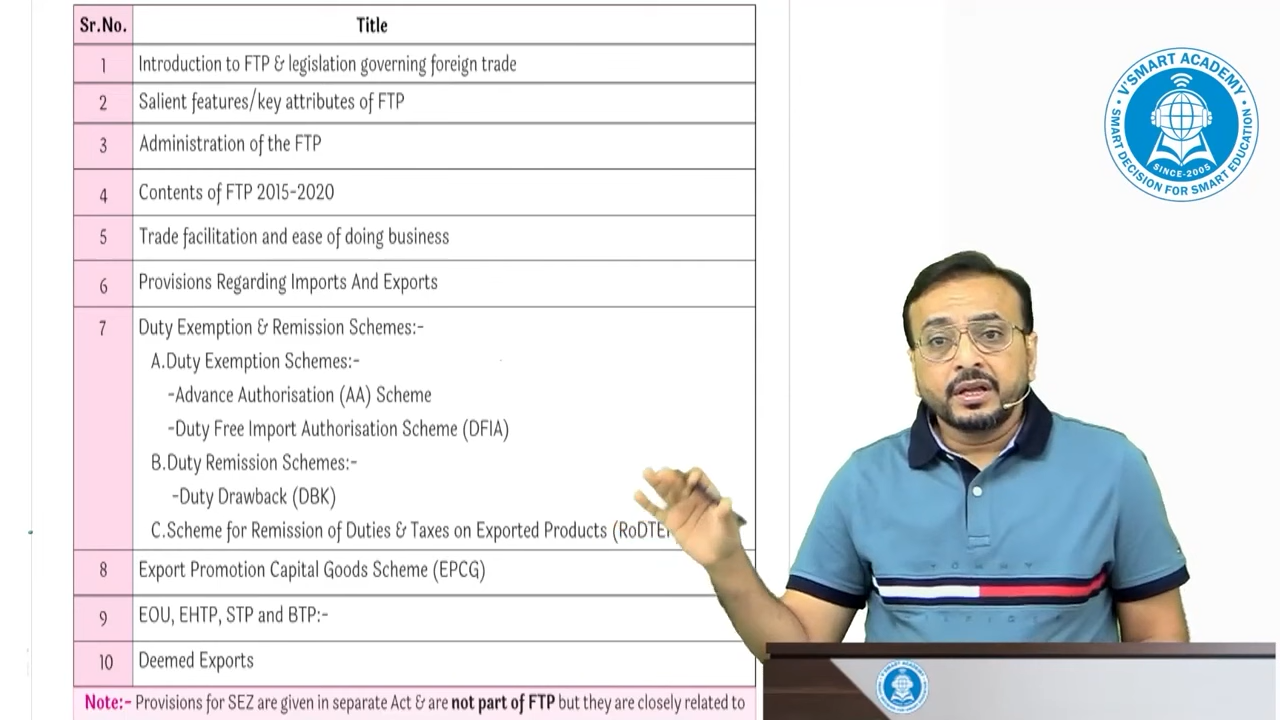 Sr.No. Title
1 Introduction to FTP & legislation governing foreign trade
2 Salient features/key attributes of FTP
3 Administration of the FTP
4 Contents of FTP 2015-2020
5 Trade facilitation and ease of doing business
6 Provisions Regarding Imports And Exports
7 Duty Exemption & Remission Schemes:-
A.Duty Exemption Schemes:-
-Advance Authorisation (AA) Scheme
-Duty Free Import Authorisation Scheme (DFIA)
B.Duty Remission Schemes:-
-Duty Drawback (DBK)
C.Scheme for Remission of Duties & Taxes on Exported Products
8 Export Promotion Capital Goods Scheme (EPCG)
9 EOU, EHTP, STP and BTP:-
10 Deemed Exports
Note:- Provisions for SEZ are given in separate Act & are not part of FTP but they are closely related to
V'SMART ACADEMY
SMART DECISION FOR SMART EDUCATION
SINCE-2005
TOMMY